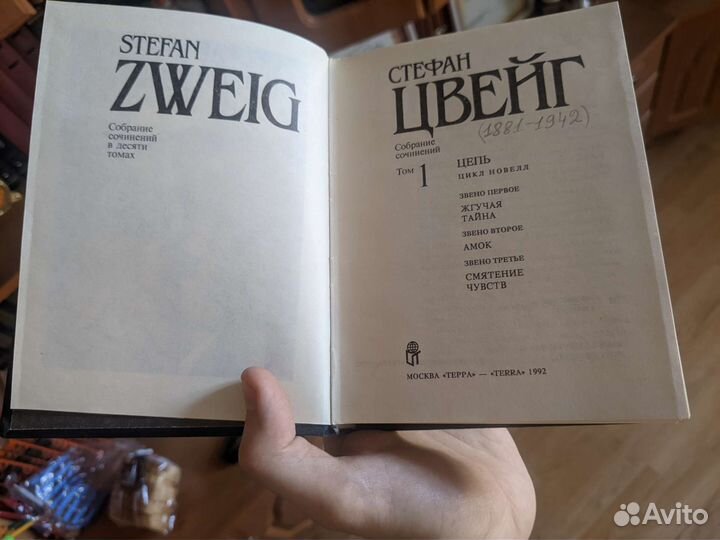 STEFAN
ZWEIG
Собрание
сочинений
в десяти
томах
СТЕФАН
ЦВЕЙГ
(1881-1942)
Собрание
сочинений
Том 1
ЦЕПЬ
ЦИКЛ НОВЕЛЛ
ЗВЕНО ПЕРВОЕ
ЖГУЧАЯ
ТАЙНА
ЗВЕНО ВТОРОЕ
АМОК
ЗВЕНО ТРЕТЬЕ
СМЯТЕНИЕ
ЧУВСТВ
МОСКВА «ТЕРРА» — «TERRA» 1992
Avito